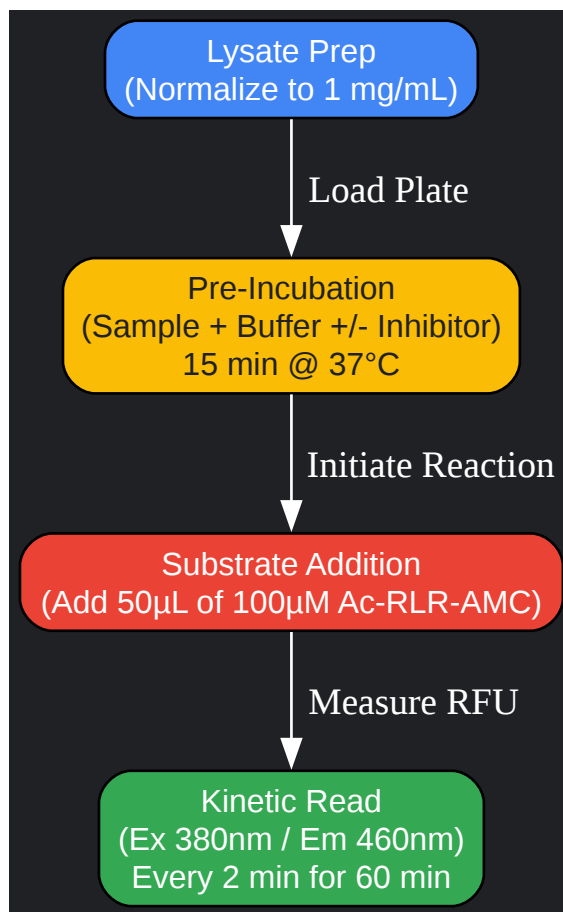 Lysate Prep
(Normalize to 1 mg/mL)
Load Plate
Pre-Incubation
(Sample + Buffer +/- Inhibitor)
15 min @ 37°C
Initiate Reaction
Substrate Addition
(Add 50µL of 100µM Ac-RLR-AMC)
Measure RFU
Kinetic Read
(Ex 380nm / Em 460nm)
Every 2 min for 60 min